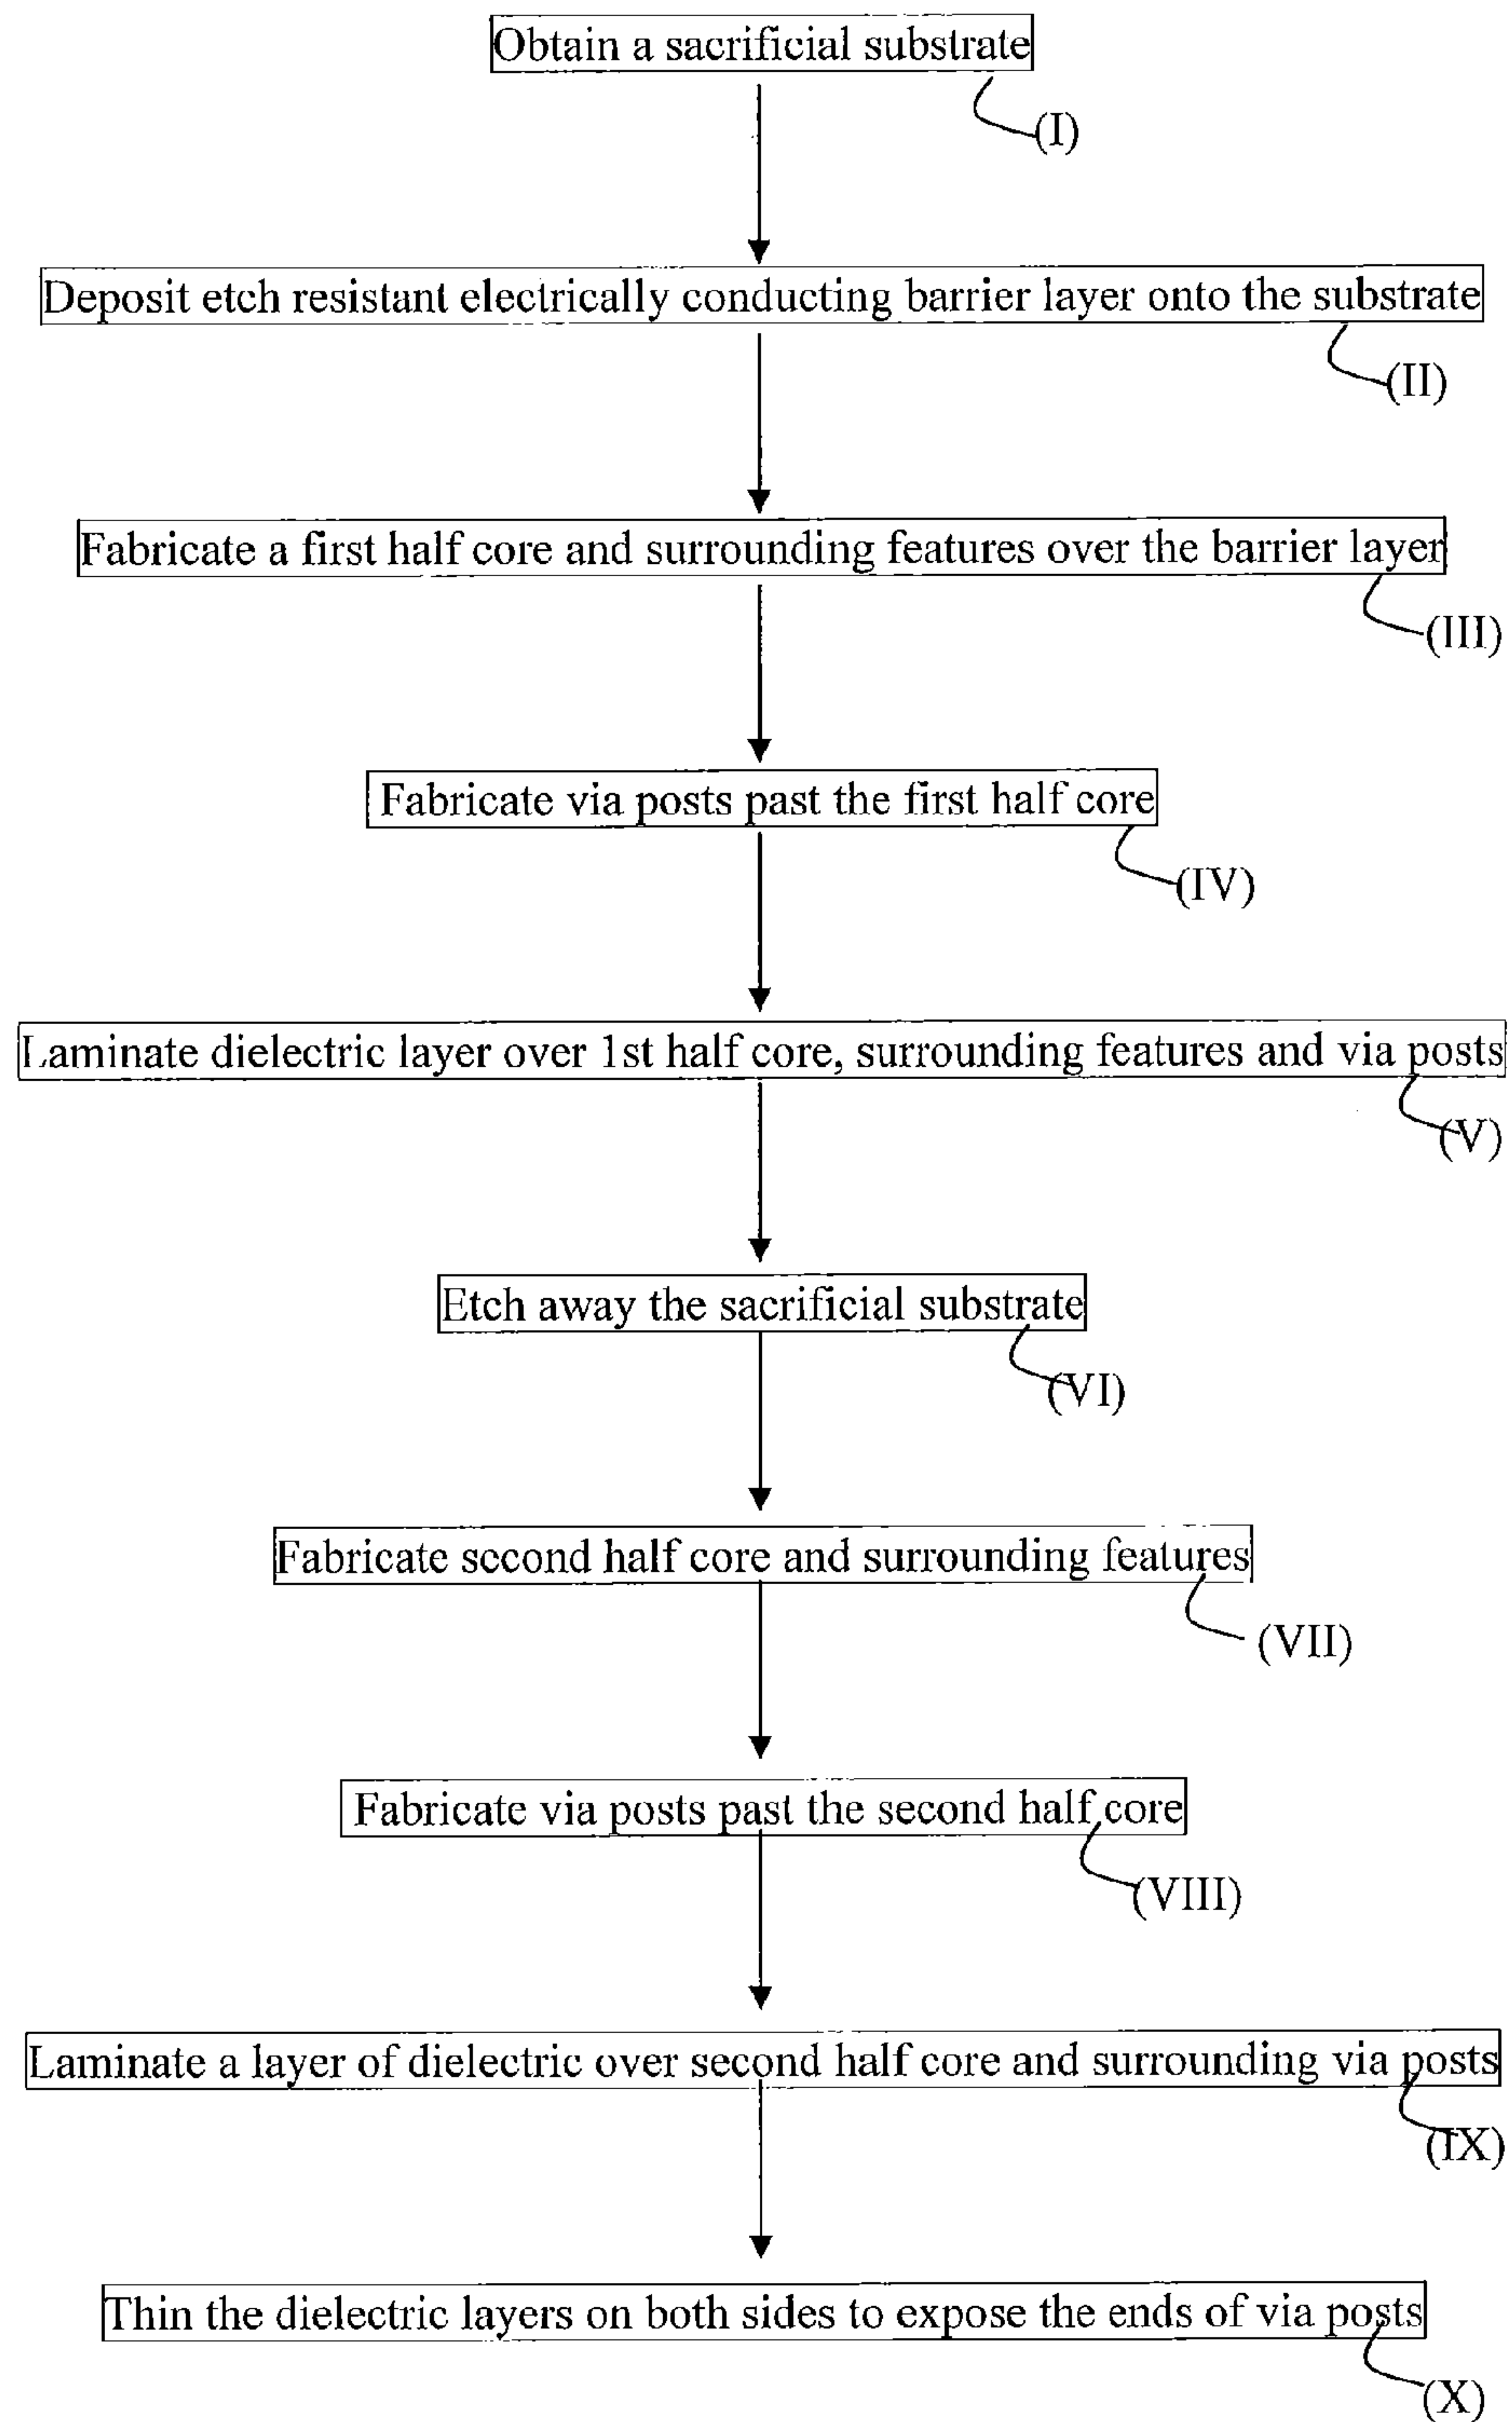 Obtain a sacrificial substrate
(I)
Deposit etch resistant electrically conducting barrier layer onto the substrate
(II)
Fabricate a first half core and surrounding features over the barrier layer
(III)
Fabricate via posts past the first half core
(IV)
Laminate dielectric layer over 1st half core, surrounding features and via posts
(V)
Etch away the sacrificial substrate
(VI)
Fabricate second half core and surrounding features
(VII)
Fabricate via posts past the second half core
(VIII)
Laminate a layer of dielectric over second half core and surrounding via posts
(IX)
Thin the dielectric layers on both sides to expose the ends of via posts
(X)